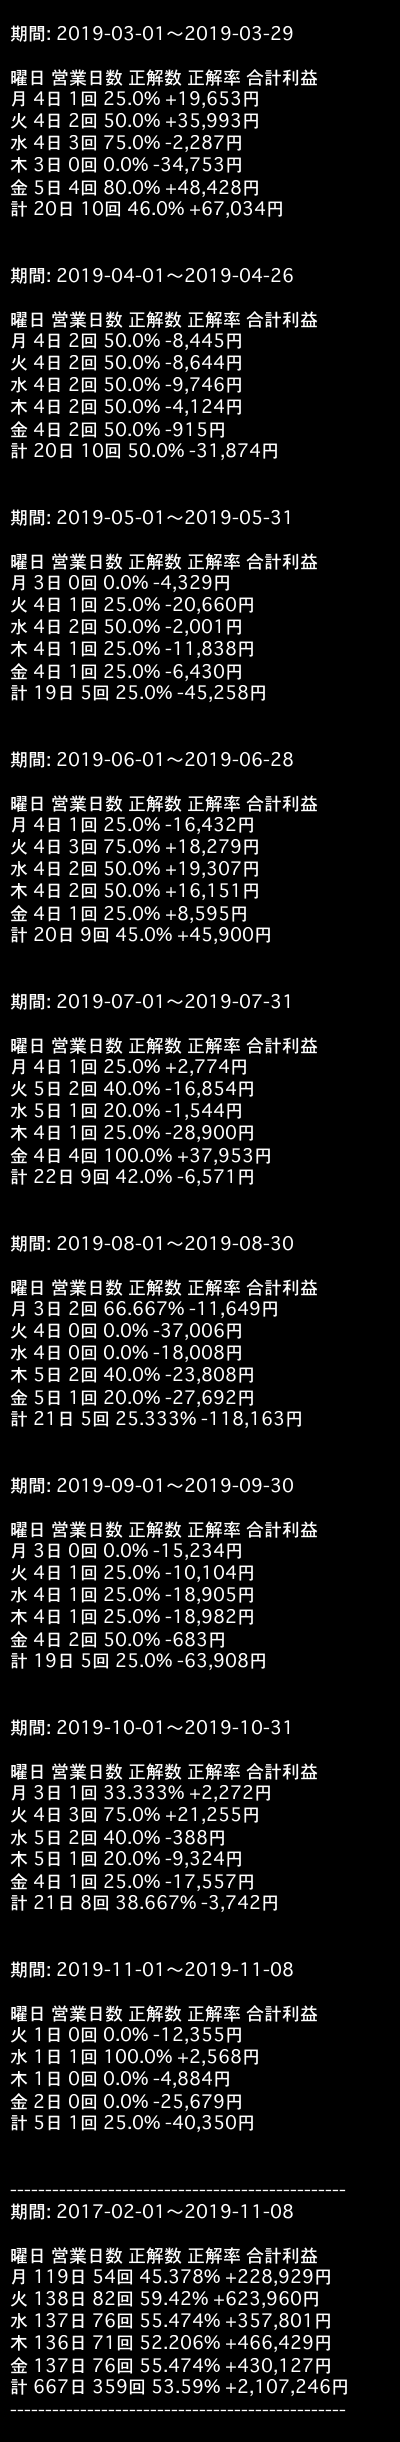 期間: 2019-03-01〜2019-03-29
曜日 営業日数 正解数 正解率 合計利益
月 4日 1回 25.0% +19,653円
火 4日 2回 50.0% +35,993円
水 4日 3回 75.0% -2,287円
木 3日 0回 0.0% -34,753円
金 5日 4回 80.0% +48,428円
計 20日 10回 46.0% +67,034円
期間: 2019-04-01〜2019-04-26
曜日 営業日数 正解数 正解率 合計利益
月 4日 2回 50.0% -8,445円
火 4日 2回 50.0% -8,644円
水 4日 2回 50.0% -9,746円
木 4日 2回 50.0% -4,124円
金 4日 2回 50.0% -915円
計 20日 10回 50.0% -31,874円
期間: 2019-05-01〜2019-05-31
曜日 営業日数 正解数 正解率 合計利益
月 3日 0回 0.0% -4,329円
火 4日 1回 25.0% -20,660円
水 4日 2回 50.0% -2,001円
木 4日 1回 25.0% -11,838円
金 4日 1回 25.0% -6,430円
計 19日 5回 25.0% -45,258円
期間: 2019-06-01〜2019-06-28
曜日 営業日数 正解数 正解率 合計利益
月 4日 1回 25.0% -16,432円
火 4日 3回 75.0% +18,279円
水 4日 2回 50.0% +19,307円
木 4日 2回 50.0% +16,151円
金 4日 1回 25.0% +8,595円
計 20日 9回 45.0% +45,900円
期間: 2019-07-01〜2019-07-31
曜日 営業日数 正解数 正解率 合計利益
月 4日 1回 25.0% +2,774円
火 5日 2回 40.0% -16,854円
水 5日 1回 20.0% -1,544円
木 4日 1回 25.0% -28,900円
金 4日 4回 100.0% +37,953円
計 22日 9回 42.0% -6,571円
期間: 2019-08-01〜2019-08-30
曜日 営業日数 正解数 正解率 合計利益
月 3日 2回 66.667% -11,649円
火 4日 0回 0.0% -37,006円
水 4日 0回 0.0% -18,008円
木 5日 2回 40.0% -23,808円
金 5日 1回 20.0% -27,692円
計 21日 5回 25.333% -118,163円
期間: 2019-09-01〜2019-09-30
曜日 営業日数 正解数 正解率 合計利益
月 3日 0回 0.0% -15,234円
火 4日 1回 25.0% -10,104円
水 4日 1回 25.0% -18,905円
木 4日 1回 25.0% -18,982円
金 4日 2回 50.0% -683円
計 19日 5回 25.0% -63,908円
期間: 2019-10-01〜2019-10-31
曜日 営業日数 正解数 正解率 合計利益
月 3日 1回 33.333% +2,272円
火 4日 3回 75.0% +21,255円
水 5日 2回 40.0% -388円
木 5日 1回 20.0% -9,324円
金 4日 1回 25.0% -17,557円
計 21日 8回 38.667% -3,742円
期間: 2019-11-01〜2019-11-08
曜日 営業日数 正解数 正解率 合計利益
火 1日 0回 0.0% -12,355円
水 1日 1回 100.0% +2,568円
木 1日 0回 0.0% -4,884円
金 2日 0回 0.0% -25,679円
計 5日 1回 25.0% -40,350円
------------------------------------------------
期間: 2017-02-01〜2019-11-08
曜日 営業日数 正解数 正解率 合計利益
月 119日 54回 45.378% +228,929円
火 138日 82回 59.42% +623,960円
水 137日 76回 55.474% +357,801円
木 136日 71回 52.206% +466,429円
金 137日 76回 55.474% +430,127円
計 667日 359回 53.59% +2,107,246円
------------------------------------------------